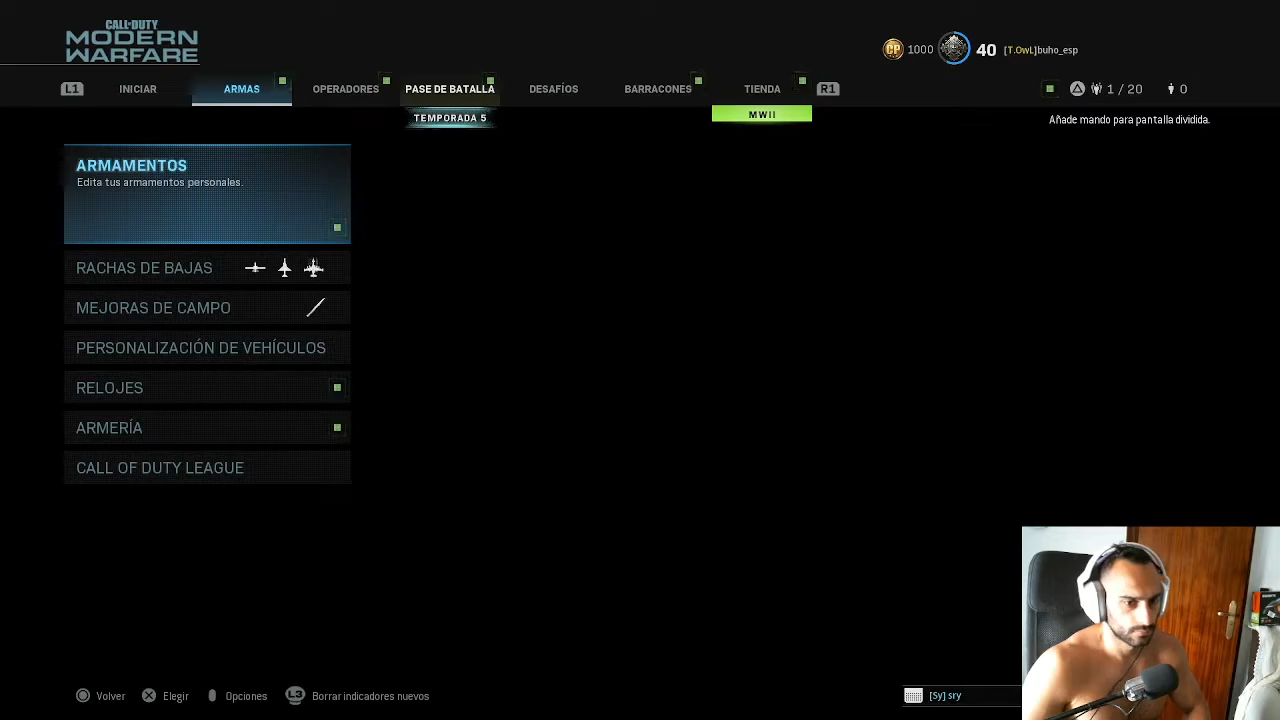 CALL OF DUTY
MODERN
WARFARE
CP 1000 40 [T.OwL]buho_esp
L1 INICIAR ARMAS OPERADORES PASE DE BATALLA DESAFÍOS BARRACONES TIENDA R1 1 / 20 0
TEMPORADA 5 MWII Añade mando para pantalla dividida.
ARMAMENTOS
Edita tus armamentos personales.
RACHAS DE BAJAS
MEJORAS DE CAMPO
PERSONALIZACIÓN DE VEHÍCULOS
RELOJES
ARMERÍA
CALL OF DUTY LEAGUE
Volver Elegir Opciones L3 Borrar indicadores nuevos [Sy] sry